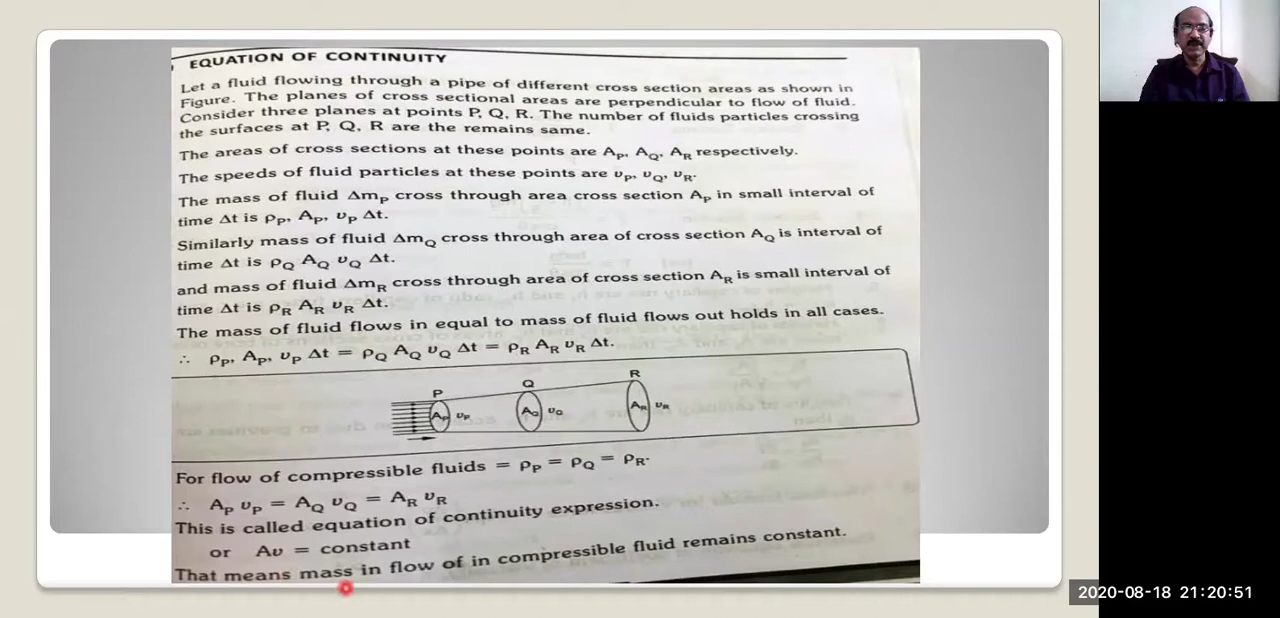 EQUATION OF CONTINUITY
Let a fluid flowing through a pipe of different cross section areas as shown in
Figure. The planes of cross sectional areas are perpendicular to flow of fluid.
Consider three planes at points P, Q, R. The number of fluids particles crossing
the surfaces at P, Q, R are the remains same.
The areas of cross sections at these points are A_P, A_Q, A_R respectively.
The speeds of fluid particles at these points are υ_P, υ_Q, υ_R.
The mass of fluid Δm_P cross through area cross section A_P in small interval of
time Δt is ρ_P, A_P, υ_P Δt.
Similarly mass of fluid Δm_Q cross through area of cross section A_Q is interval of
time Δt is ρ_Q A_Q υ_Q Δt.
and mass of fluid Δm_R cross through area of cross section A_R is small interval of
time Δt is ρ_R A_R υ_R Δt.
The mass of fluid flows in equal to mass of fluid flows out holds in all cases.
∴ ρ_P, A_P, υ_P Δt = ρ_Q A_Q υ_Q Δt = ρ_R A_R υ_R Δt.
P Q R
A_P υ_P A_Q υ_Q A_R υ_R
For flow of compressible fluids = ρ_P = ρ_Q = ρ_R.
∴ A_P υ_P = A_Q υ_Q = A_R υ_R
This is called equation of continuity expression.
or Aυ = constant
That means mass in flow of in compressible fluid remains constant.
2020-08-18 21:20:51